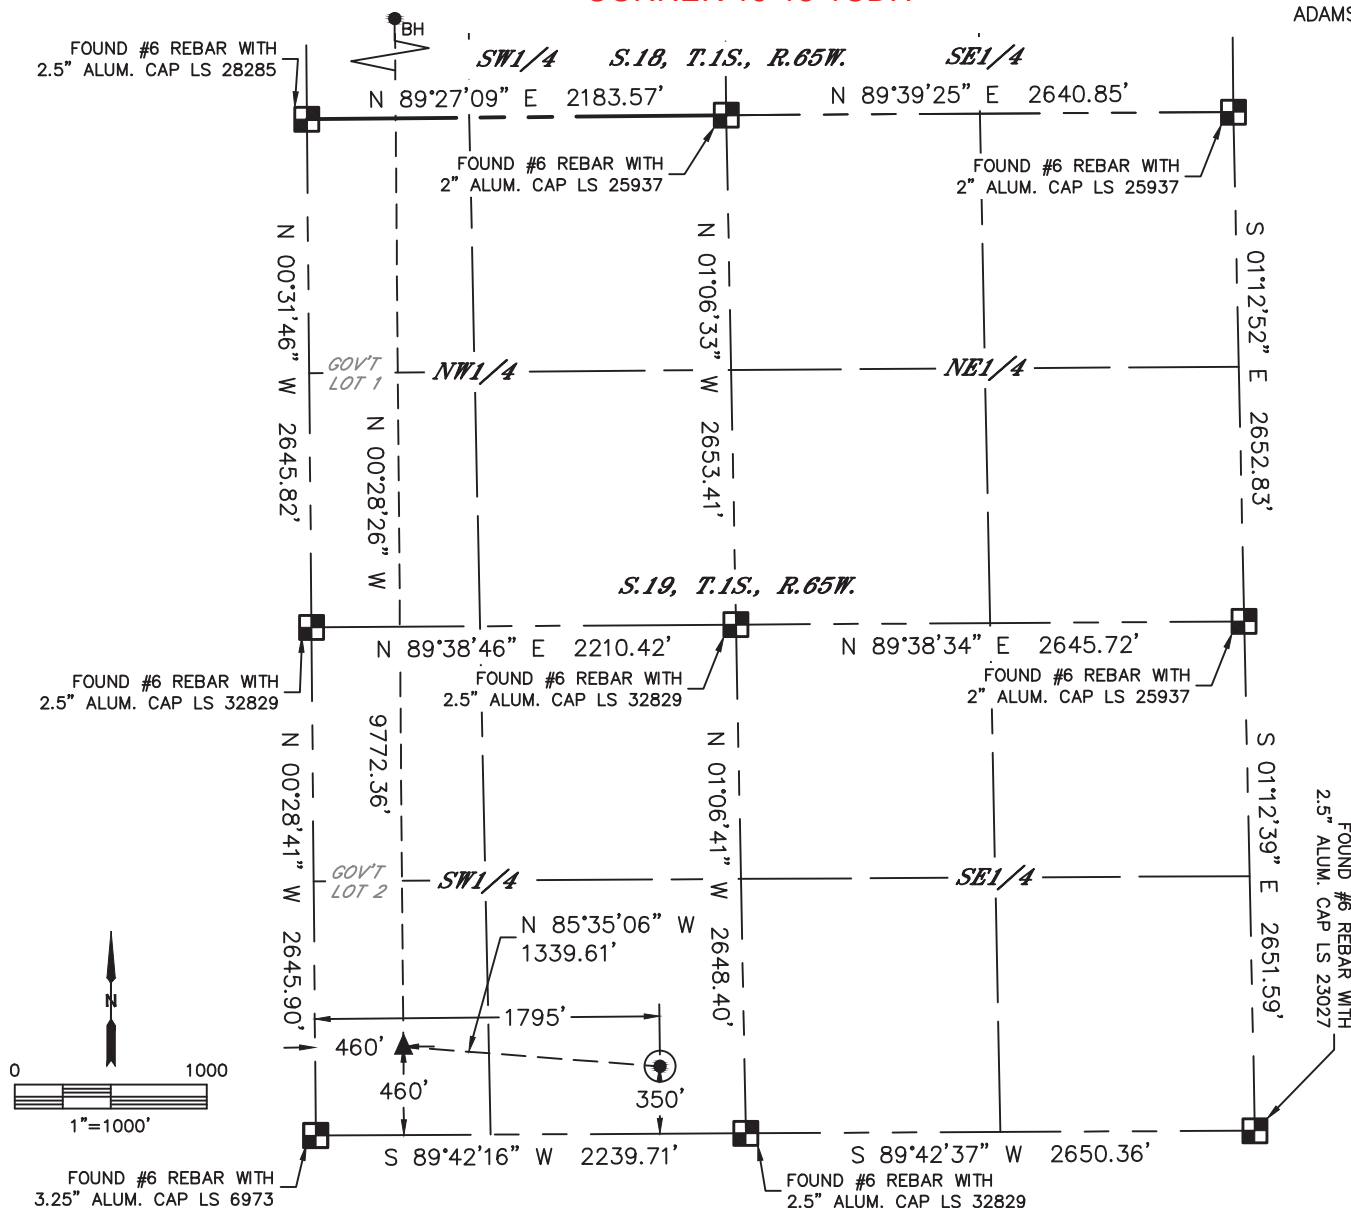 ADAMS
BH
FOUND #6 REBAR WITH
2.5" ALUM. CAP LS 28285
SW1/4 S.18, T.1S., R.65W. SE1/4
N 89°27'09" E 2183.57'
N 89°39'25" E 2640.85'
FOUND #6 REBAR WITH
2" ALUM. CAP LS 25937
FOUND #6 REBAR WITH
2" ALUM. CAP LS 25937
N 00°31'46" W 2645.82'
N 00°28'26" W 9772.36'
N 01°06'33" W 2653.41'
S 01°12'52" E 2652.83'
GOV'T
LOT 1
NW1/4
NE1/4
S.19, T.1S., R.65W.
N 89°38'46" E 2210.42'
N 89°38'34" E 2645.72'
FOUND #6 REBAR WITH
2.5" ALUM. CAP LS 32829
FOUND #6 REBAR WITH
2.5" ALUM. CAP LS 32829
FOUND #6 REBAR WITH
2" ALUM. CAP LS 25937
N 00°28'41" W 2645.90'
N 01°06'41" W 2648.40'
S 01°12'39" E 2651.59'
FOUND #6 REBAR WITH
2.5" ALUM. CAP LS 23027
GOV'T
LOT 2
SW1/4
SE1/4
N 85°35'06" W
1339.61'
1795'
460'
460'
350'
N
0 1000
1"=1000'
S 89°42'16" W 2239.71'
S 89°42'37" W 2650.36'
FOUND #6 REBAR WITH
3.25" ALUM. CAP LS 6973
FOUND #6 REBAR WITH
2.5" ALUM. CAP LS 32829